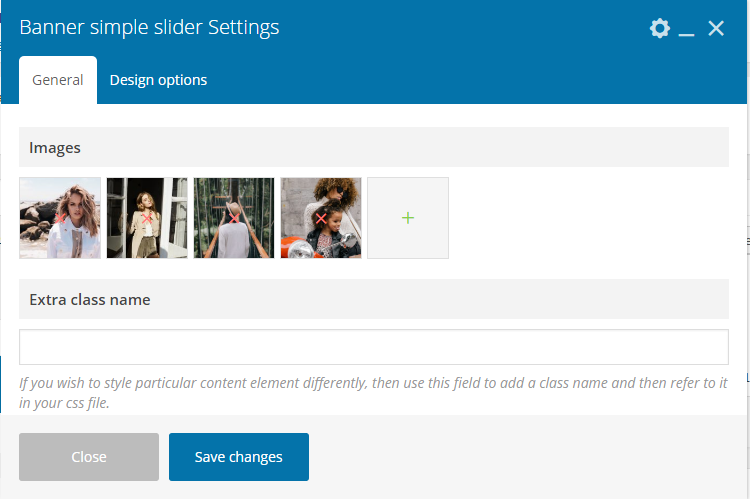 Banner simple slider Settings
General
Design options
Images
Extra class name
If you wish to style particular content element differently, then use this field to add a class name and then refer to it
in your css file.
Close
Save changes